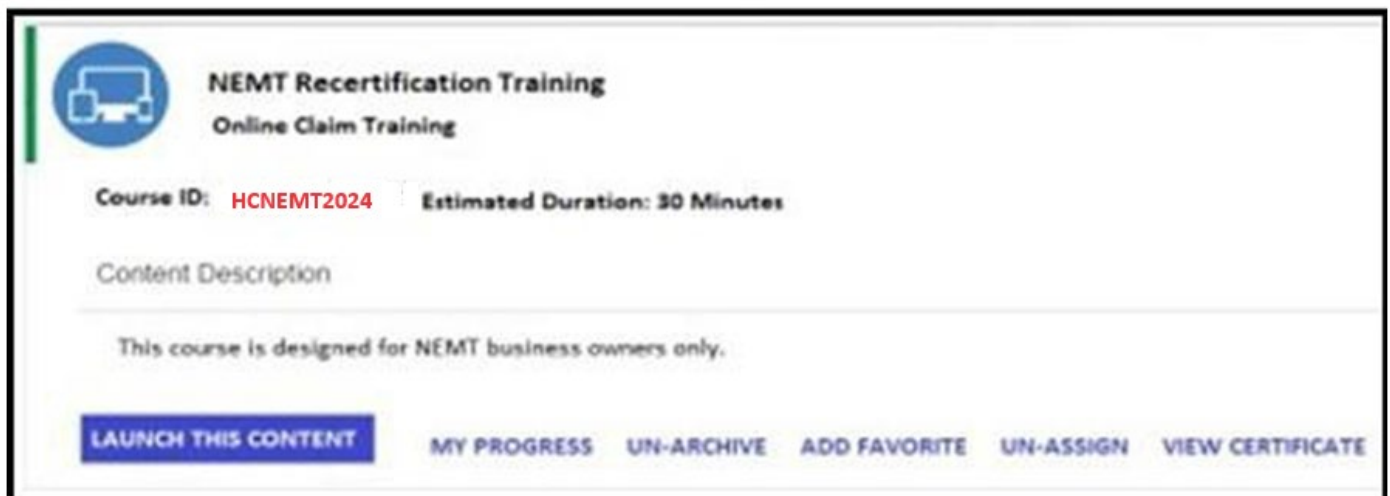 NEMT Recertification Training
Online Claim Training
Course ID: HCNEMT2024 Estimated Duration: 30 Minutes
Content Description
This course is designed for NEMT business owners only.
LAUNCH THIS CONTENT MY PROGRESS UN-ARCHIVE ADD FAVORITE UN-ASSIGN VIEW CERTIFICATE